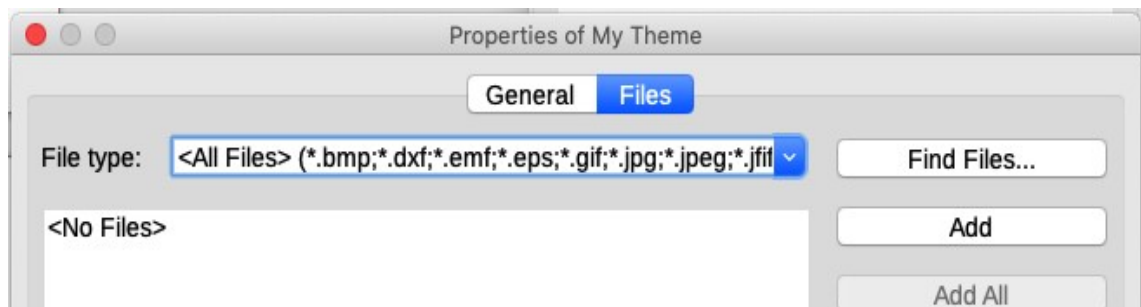 Properties of My Theme
General Files
File type: <All Files> (*.bmp;*.dxf;*.emf;*.eps;*.gif;*.jpg;*.jpeg;*.jfif Find Files...
<No Files> Add
Add All